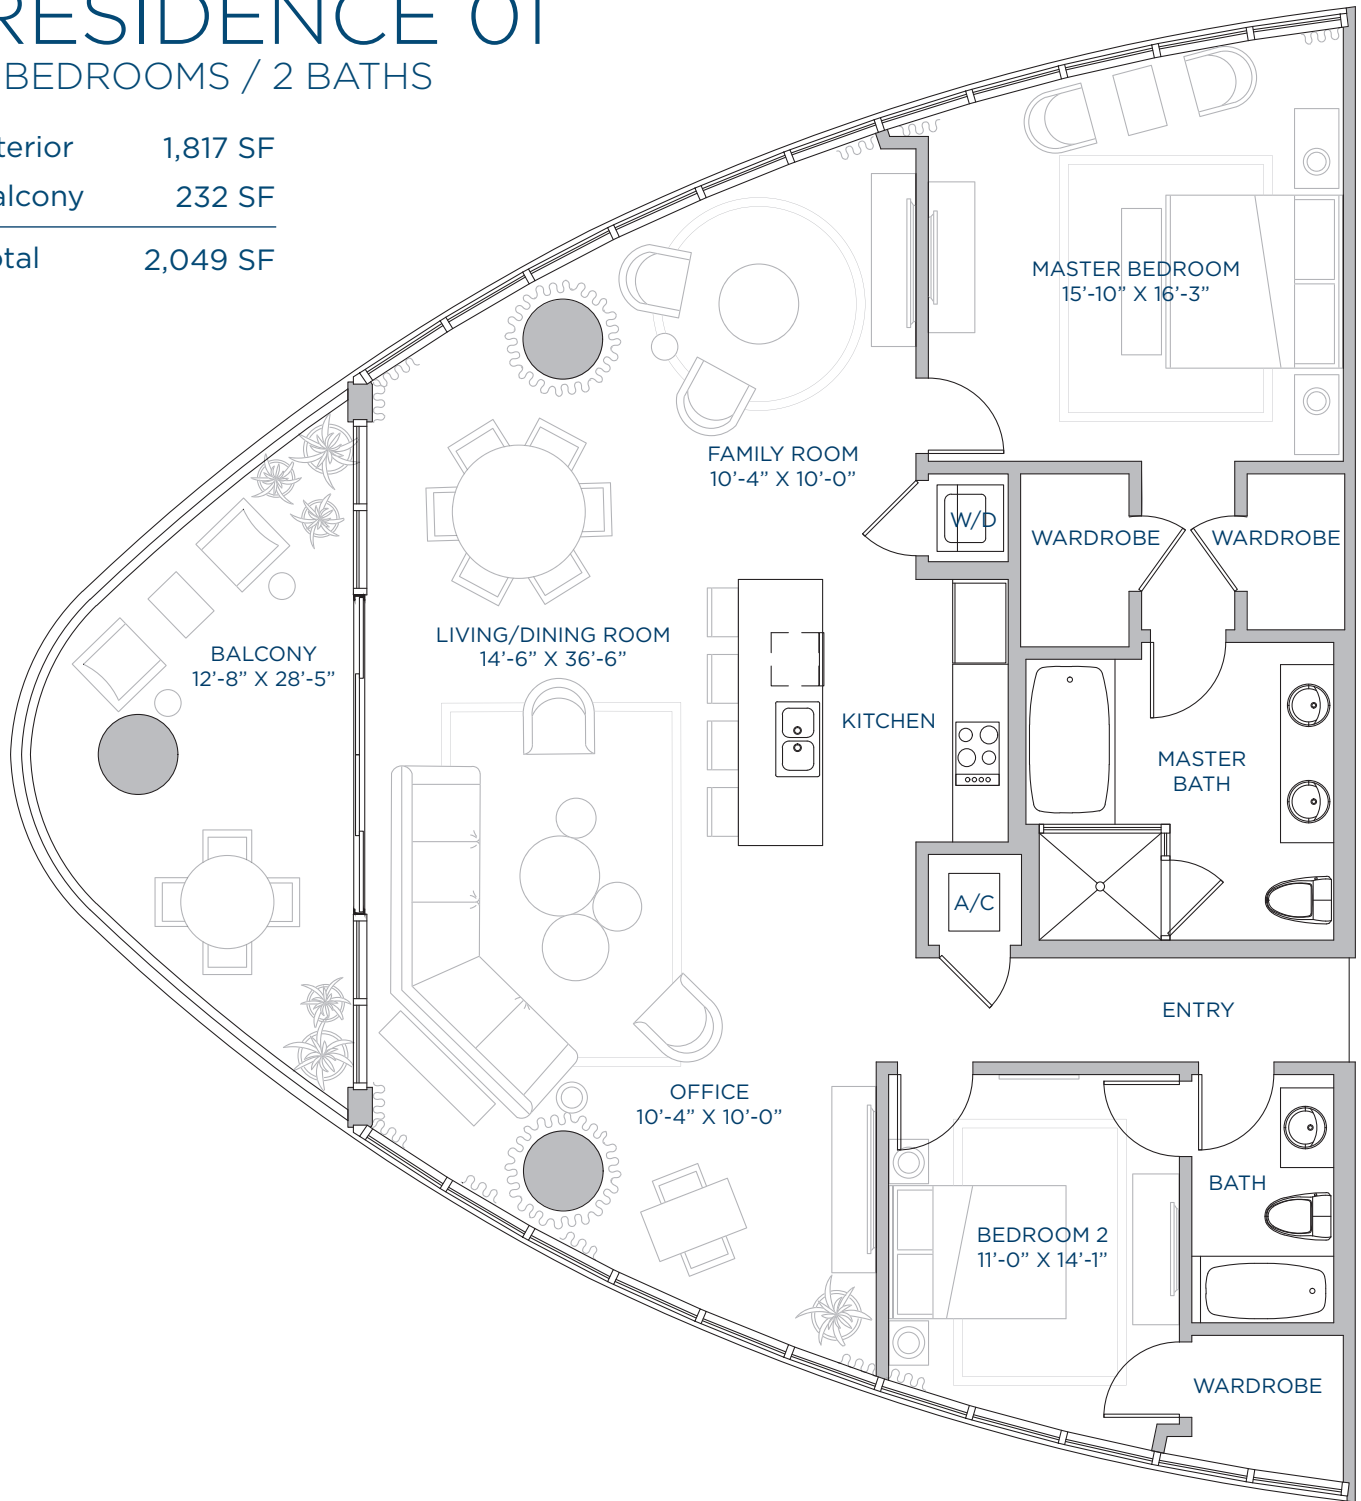 RESIDENCE 01
BEDROOMS / 2 BATHS
terior 1,817 SF
alcony 232 SF
otal 2,049 SF
MASTER BEDROOM
15'-10” X 16'-3”
FAMILY ROOM
10'-4” X 10'-0”
W/D
WARDROBE
WARDROBE
LIVING/DINING ROOM
14'-6” X 36'-6”
BALCONY
12'-8” X 28'-5”
KITCHEN
MASTER
BATH
A/C
ENTRY
OFFICE
10'-4” X 10'-0”
BATH
BEDROOM 2
11'-0” X 14'-1”
WARDROBE